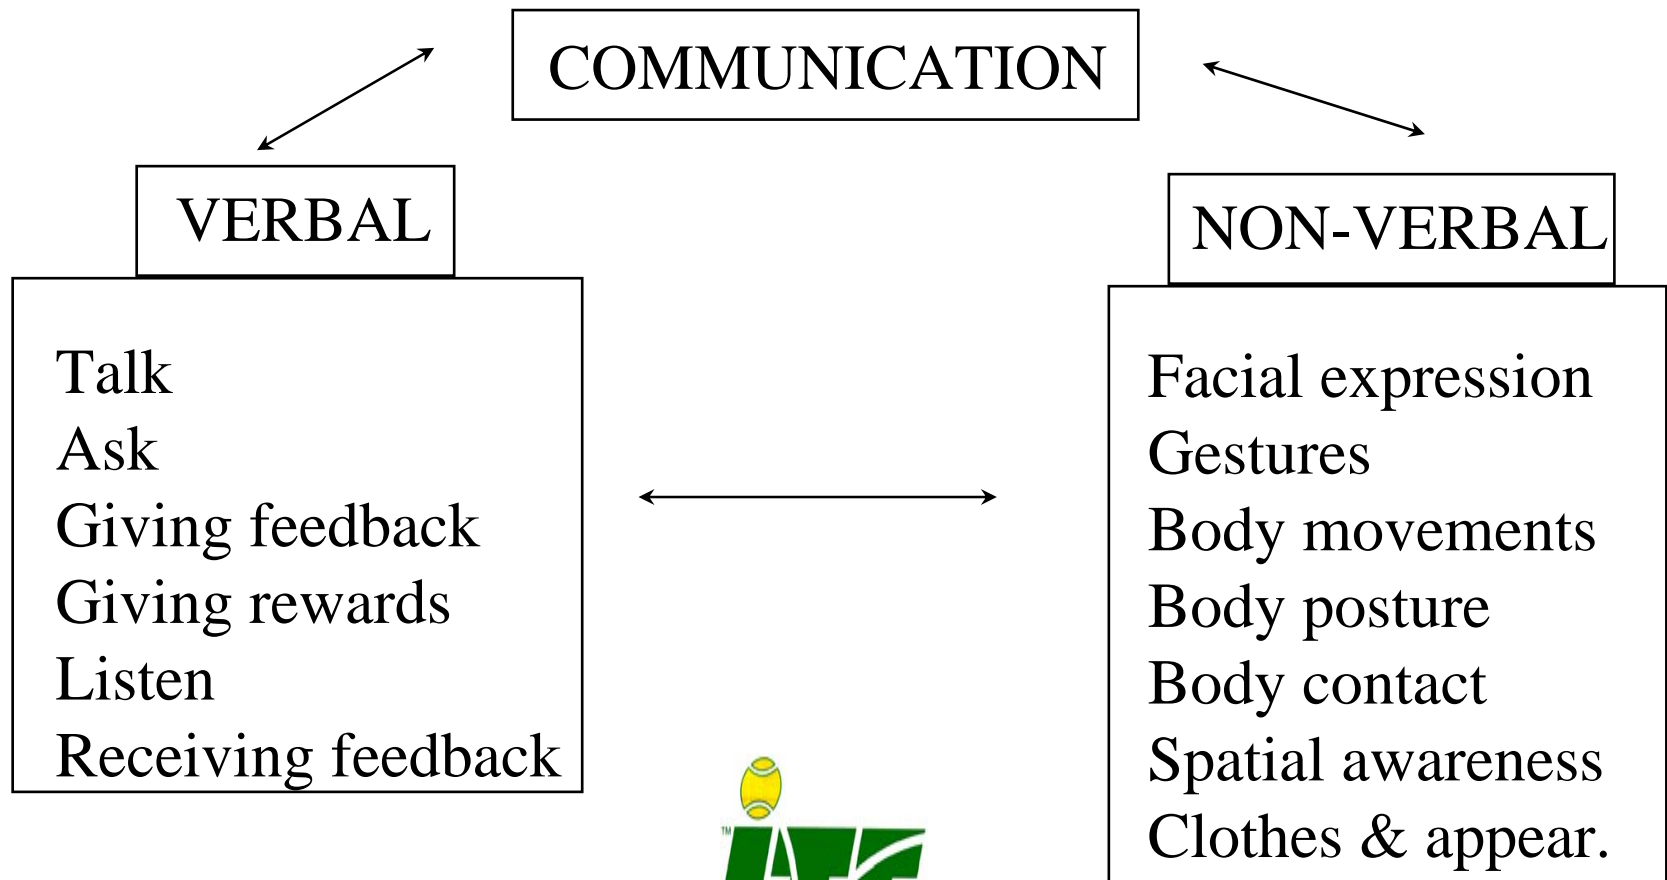 COMMUNICATION
VERBAL
Talk
Ask
Giving feedback
Giving rewards
Listen
Receiving feedback
NON-VERBAL
Facial expression
Gestures
Body movements
Body posture
Body contact
Spatial awareness
Clothes & appear.
TM